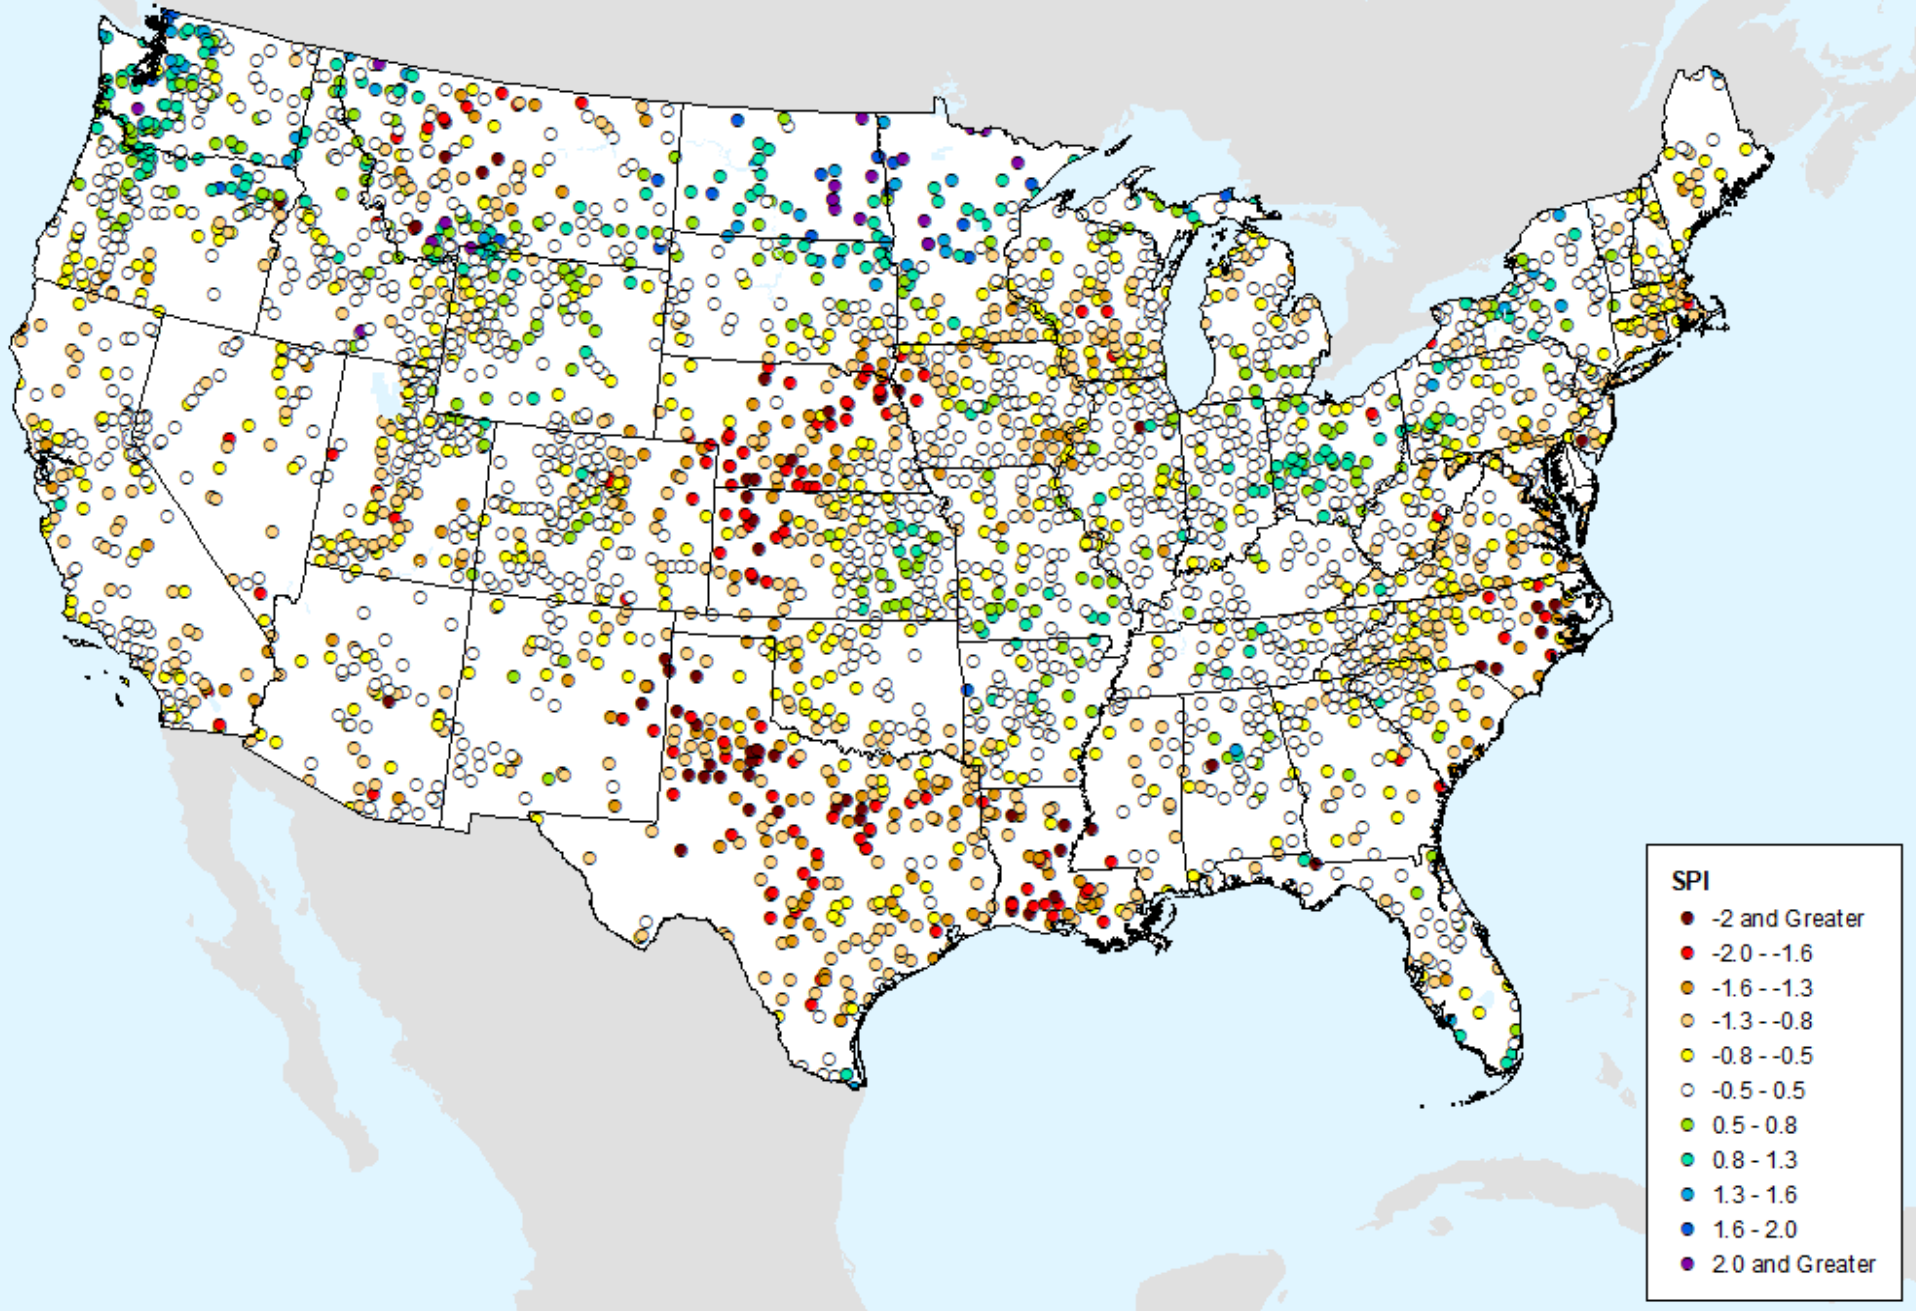 SPI
-2 and Greater
-2.0 - -1.6
-1.6 - -1.3
-1.3 - -0.8
-0.8 - -0.5
-0.5 - 0.5
0.5 - 0.8
0.8 - 1.3
1.3 - 1.6
1.6 - 2.0
2.0 and Greater